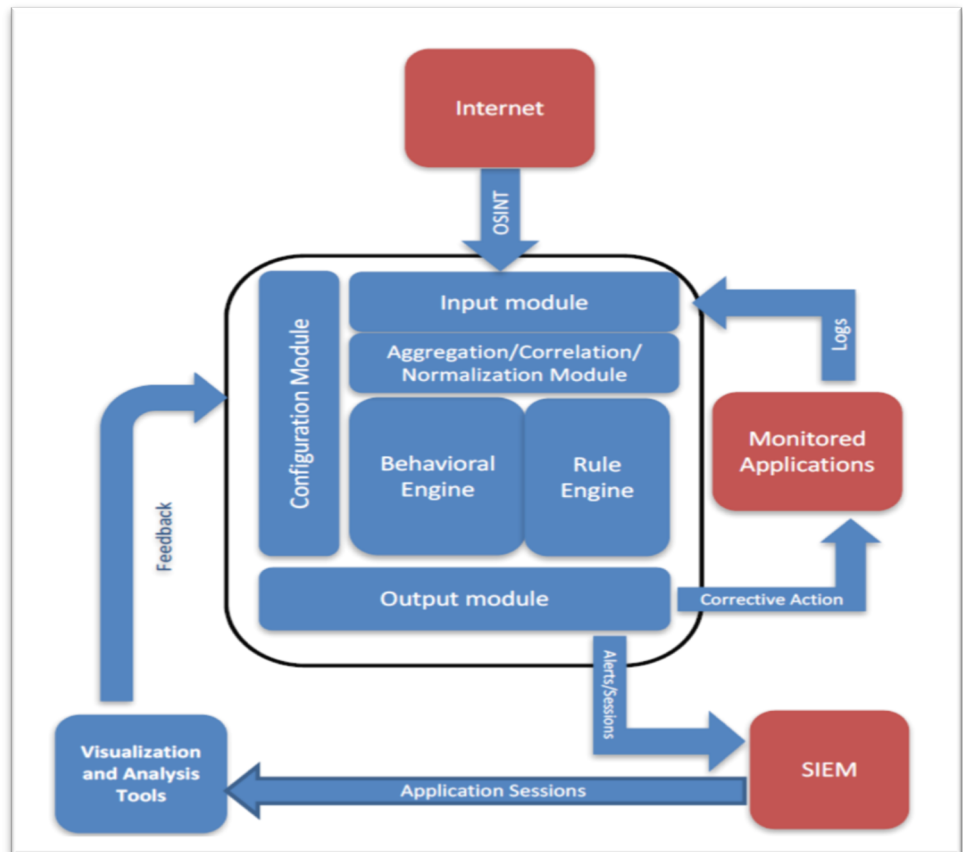 Internet
OSINT
Input module
Aggregation/Correlation/
Normalization Module
Configuration Module
Behavioral
Engine
Rule
Engine
Output module
Logs
Monitored
Applications
Corrective Action
Alerts/Sessions
Feedback
Visualization
and Analysis
Tools
Application Sessions
SIEM